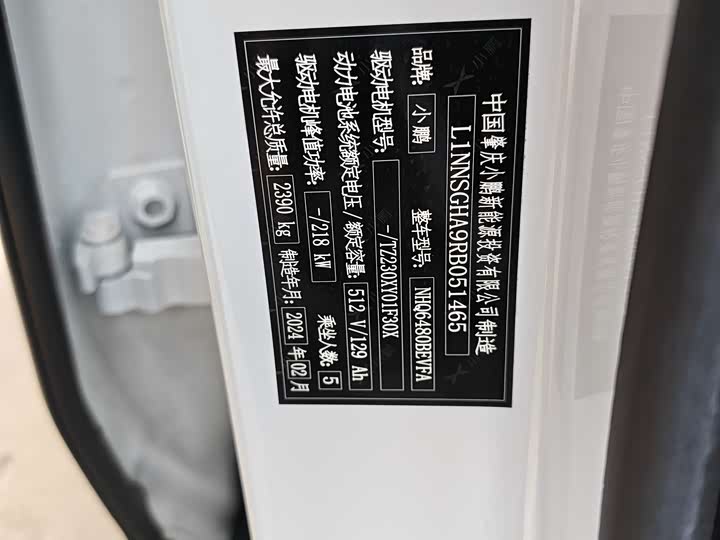 中国肇庆小鹏新能源投资有限公司制造
L1NNSGHA9RB051465
品牌: 小鹏 整车型号: NHQ6480BEVFA
驱动电机型号: -/TZ230XY01F30X
动力电池系统额定电压/额定容量: 512 V/129 Ah
驱动电机峰值功率: -/218 kW 乘坐人数: 5
最大允许总质量: 2390 kg 制造年月: 2024 年 02 月